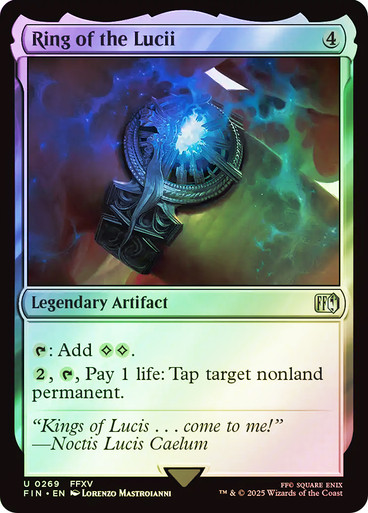 Ring of the Lucii 4
Legendary Artifact FF
: Add ◇◇.
2, , Pay 1 life: Tap target nonland
permanent.
“Kings of Lucis . . . come to me!”
—Noctis Lucis Caelum
U 0269 FFXV
FIN • EN Lorenzo Mastroianni
FF© SQUARE ENIX
™ & © 2025 Wizards of the Coast